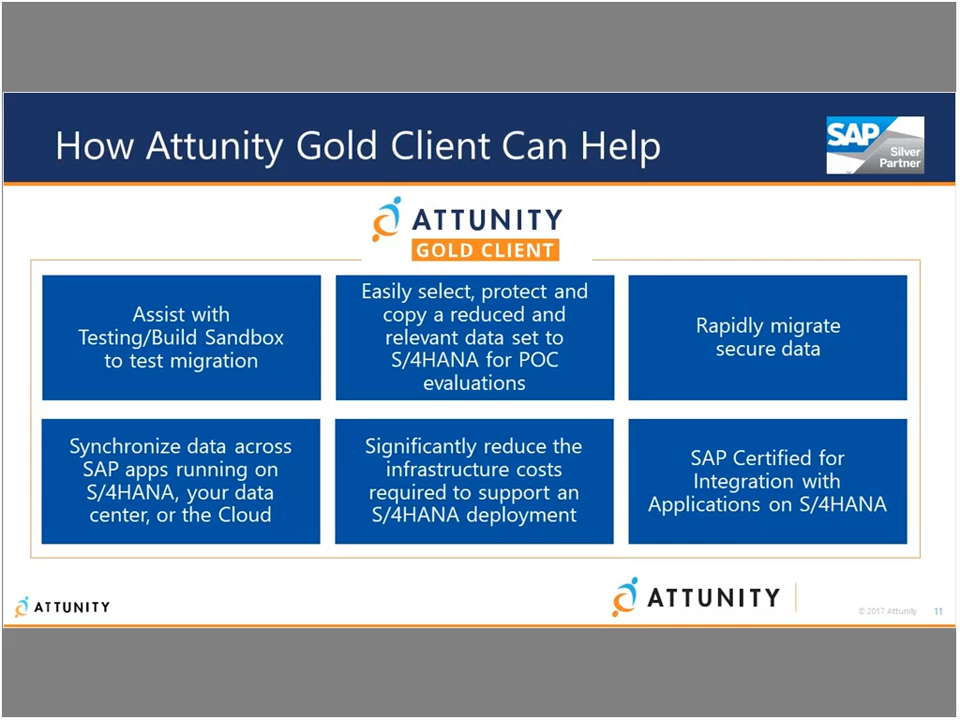 How Attunity Gold Client Can Help
SAP
Silver
Partner
ATTUNITY
GOLD CLIENT
Assist with
Testing/Build Sandbox
to test migration
Easily select, protect and
copy a reduced and
relevant data set to
S/4HANA for POC
evaluations
Rapidly migrate
secure data
Synchronize data across
SAP apps running on
S/4HANA, your data
center, or the Cloud
Significantly reduce the
infrastructure costs
required to support an
S/4HANA deployment
SAP Certified for
Integration with
Applications on S/4HANA
ATTUNITY
ATTUNITY
© 2017 Attunity
11